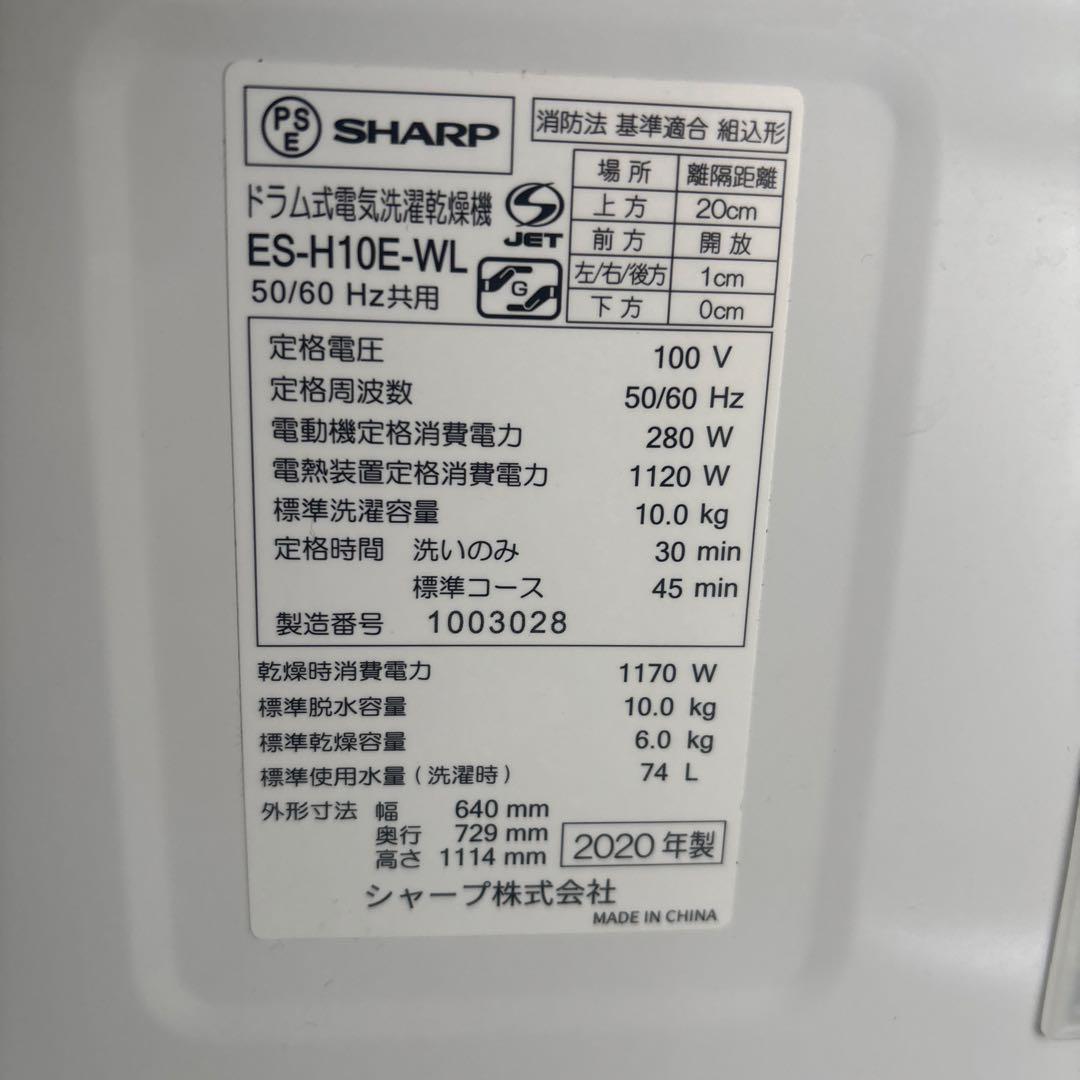 PSE SHARP
消防法 基準適合 組込形
場所 離隔距離
上方 20cm
前方 開放
左/右/後方 1cm
下方 0cm
ドラム式電気洗濯乾燥機
JET
ES-H10E-WL
G
50/60 Hz共用
定格電圧 100 V
定格周波数 50/60 Hz
電動機定格消費電力 280 W
電熱装置定格消費電力 1120 W
標準洗濯容量 10.0 kg
定格時間 洗いのみ 30 min
標準コース 45 min
製造番号 1003028
乾燥時消費電力 1170 W
標準脱水容量 10.0 kg
標準乾燥容量 6.0 kg
標準使用水量(洗濯時) 74 L
外形寸法 幅 640 mm
奥行 729 mm
高さ 1114 mm
2020年製
シャープ株式会社
MADE IN CHINA